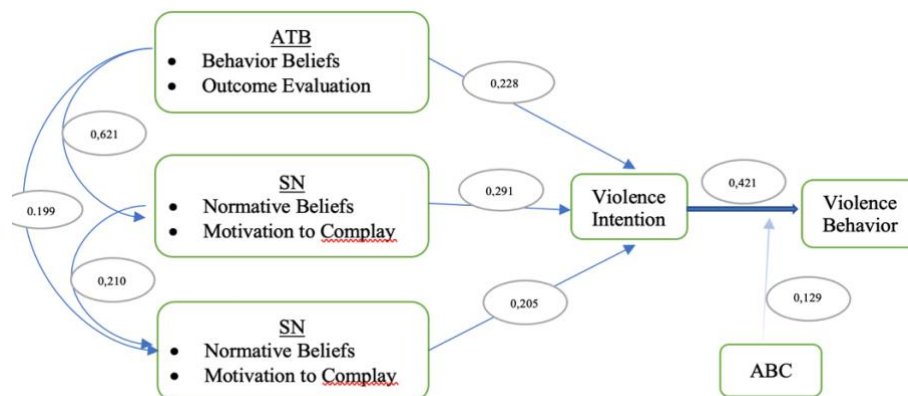 ATB
• Behavior Beliefs
• Outcome Evaluation
0,228
0,621
SN
• Normative Beliefs
• Motivation to Complay
0,291
Violence
Intention
0,421
Violence
Behavior
0.199
0,210
SN
• Normative Beliefs
• Motivation to Complay
0,205
0,129
ABC